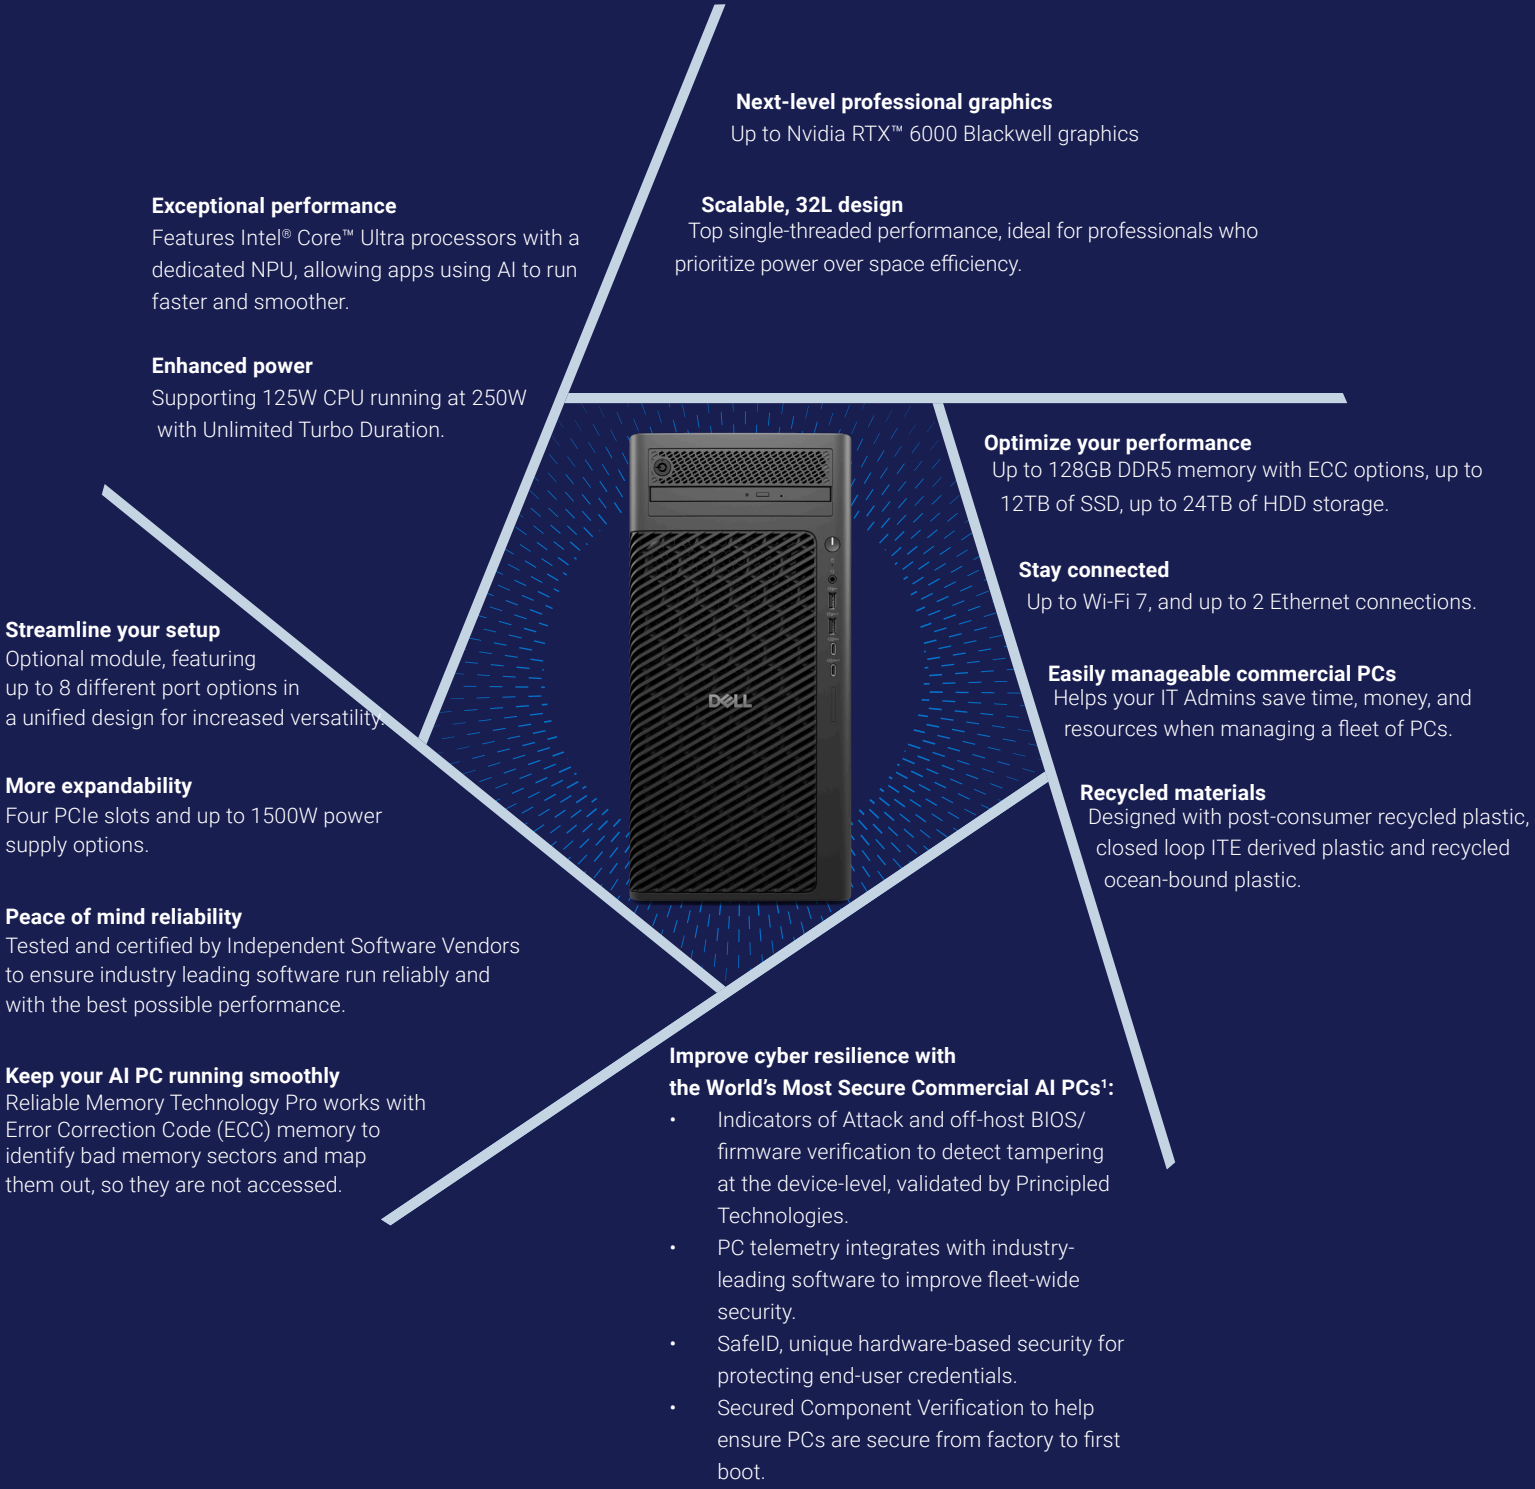 Next-level professional graphics
Up to Nvidia RTX™ 6000 Blackwell graphics
Scalable, 32L design
Top single-threaded performance, ideal for professionals who
prioritize power over space efficiency.
Exceptional performance
Features Intel® Core™ Ultra processors with a
dedicated NPU, allowing apps using AI to run
faster and smoother.
Enhanced power
Supporting 125W CPU running at 250W
with Unlimited Turbo Duration.
Optimize your performance
Up to 128GB DDR5 memory with ECC options, up to
12TB of SSD, up to 24TB of HDD storage.
Stay connected
Up to Wi-Fi 7, and up to 2 Ethernet connections.
Easily manageable commercial PCs
Helps your IT Admins save time, money, and
resources when managing a fleet of PCs.
Recycled materials
Designed with post-consumer recycled plastic,
closed loop ITE derived plastic and recycled
ocean-bound plastic.
DELL
Streamline your setup
Optional module, featuring
up to 8 different port options in
a unified design for increased versatility.
More expandability
Four PCIe slots and up to 1500W power
supply options.
Peace of mind reliability
Tested and certified by Independent Software Vendors
to ensure industry leading software run reliably and
with the best possible performance.
Keep your AI PC running smoothly
Reliable Memory Technology Pro works with
Error Correction Code (ECC) memory to
identify bad memory sectors and map
them out, so they are not accessed.
Improve cyber resilience with
the World's Most Secure Commercial AI PCs¹:
• Indicators of Attack and off-host BIOS/
firmware verification to detect tampering
at the device-level, validated by Principled
Technologies.
• PC telemetry integrates with industry-
leading software to improve fleet-wide
security.
• SafeID, unique hardware-based security for
protecting end-user credentials.
• Secured Component Verification to help
ensure PCs are secure from factory to first
boot.